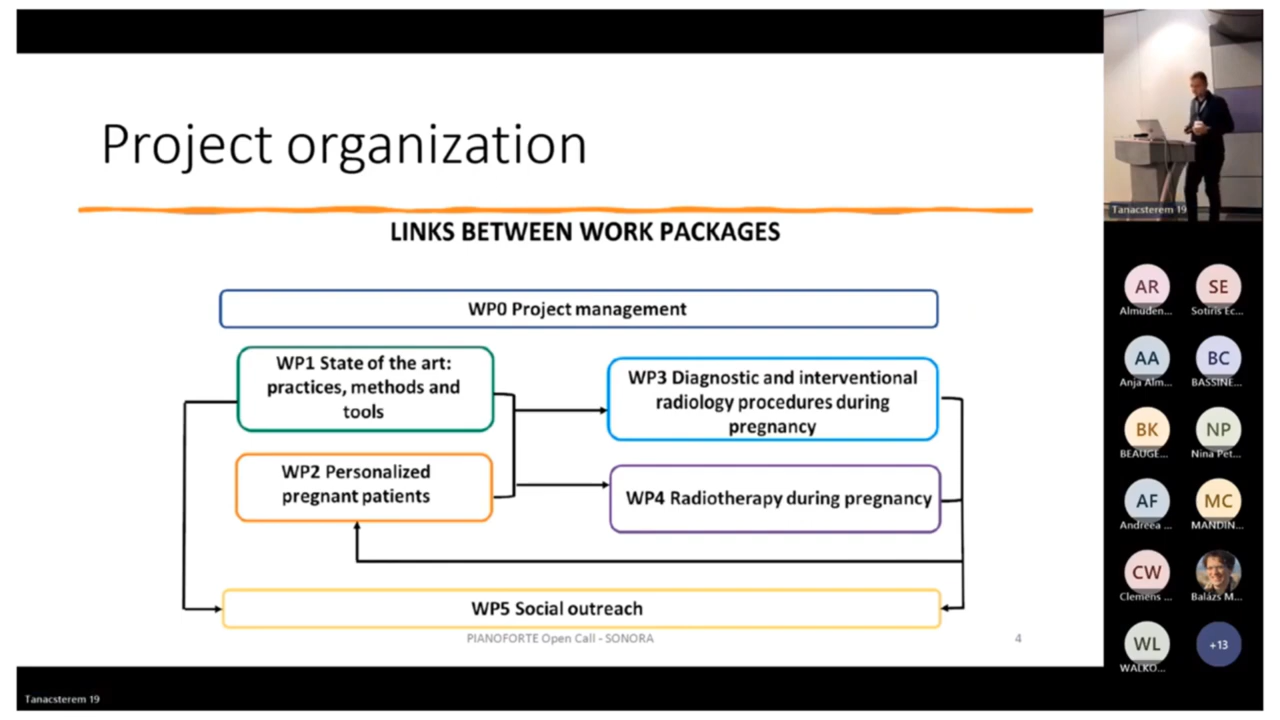 Project organization
LINKS BETWEEN WORK PACKAGES
WP0 Project management
WP1 State of the art:
practices, methods and
tools
WP2 Personalized
pregnant patients
WP3 Diagnostic and interventional
radiology procedures during
pregnancy
WP4 Radiotherapy during pregnancy
WP5 Social outreach
PIANOFORTE Open Call - SONORA
4
Tanacsterem 19
AR
Almuden...
SE
Sotiris Ec...
AA
Anja Alm...
BC
BASSINE...
BK
BEAUGE...
NP
Nina Pet...
AF
Andreea ...
MC
MANDIN...
CW
Clemens ...
Balázs M...
WL
WALKO...
+13
Tanacsterem 19